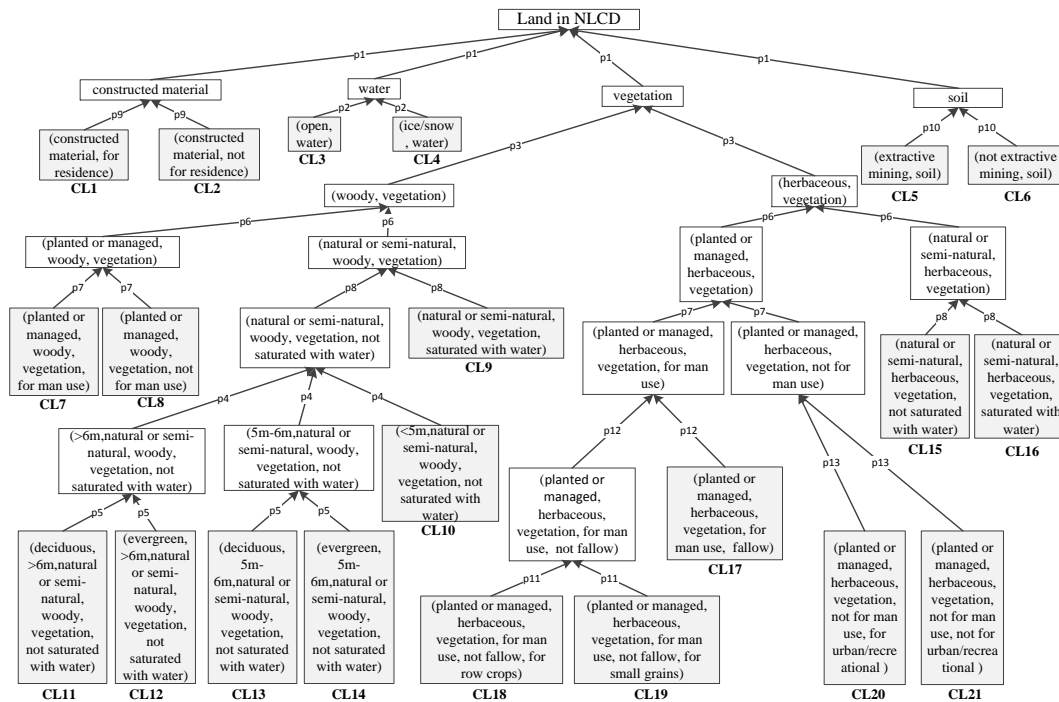 Land in NLCD
p1
p1
p1
p1
constructed material
water
vegetation
soil
p9
p9
p2
p2
p10
p10
(constructed
material, for
residence)
CL1
(constructed
material, not
for residence)
CL2
(open,
water)
CL3
(ice/snow
, water)
CL4
(extractive
mining, soil)
CL5
(not extractive
mining, soil)
CL6
p3
p3
(woody, vegetation)
(herbaceous,
vegetation)
p6
p6
p6
p6
(planted or managed,
woody, vegetation)
(natural or semi-natural,
woody, vegetation)
(planted or
managed,
herbaceous,
vegetation)
(natural or
semi-natural,
herbaceous,
vegetation)
p7
p7
p8
p8
p7
p7
p8
p8
(planted or
managed,
woody,
vegetation,
for man use)
CL7
(planted or
managed,
woody,
vegetation, not
for man use)
CL8
(natural or semi-natural,
woody, vegetation, not
saturated with water)
(natural or semi-natural,
woody, vegetation,
saturated with water)
CL9
(planted or managed,
herbaceous,
vegetation, for man
use)
(planted or managed,
herbaceous,
vegetation, not for
man use)
(natural or
semi-natural,
herbaceous,
vegetation,
not saturated
with water)
CL15
(natural or
semi-natural,
herbaceous,
vegetation,
saturated with
water)
CL16
p4
p4
p4
p12
p12
p13
p13
(>6m,natural or semi-
natural, woody,
vegetation, not
saturated with water)
(5m-6m,natural or
semi-natural, woody,
vegetation, not
saturated with water)
(<5m,natural
or semi-
natural,
woody,
vegetation,
not saturated
with water)
CL10
(planted or
managed,
herbaceous,
vegetation, for man
use, not fallow)
(planted or
managed,
herbaceous,
vegetation, for
man use, fallow)
CL17
p5
p5
p5
p5
p11
p11
(deciduous,
>6m,natural
or semi-
natural,
woody,
vegetation,
not saturated
with water)
CL11
(evergreen,
>6m,natural
or semi-
natural,
woody,
vegetation,
not
saturated
with water)
CL12
(deciduous,
5m-
6m,natural or
semi-natural,
woody,
vegetation,
not saturated
with water)
CL13
(evergreen,
5m-
6m,natural or
semi-natural,
woody,
vegetation, not
saturated with
water)
CL14
(planted or managed,
herbaceous,
vegetation, for man
use, not fallow, for
row crops)
CL18
(planted or managed,
herbaceous,
vegetation, for man
use, not fallow, for
small grains)
CL19
(planted or
managed,
herbaceous,
vegetation,
not for man
use, for
urban/recre
ational )
CL20
(planted or
managed,
herbaceous,
vegetation,
not for man
use, not for
urban/recrea
tional )
CL21